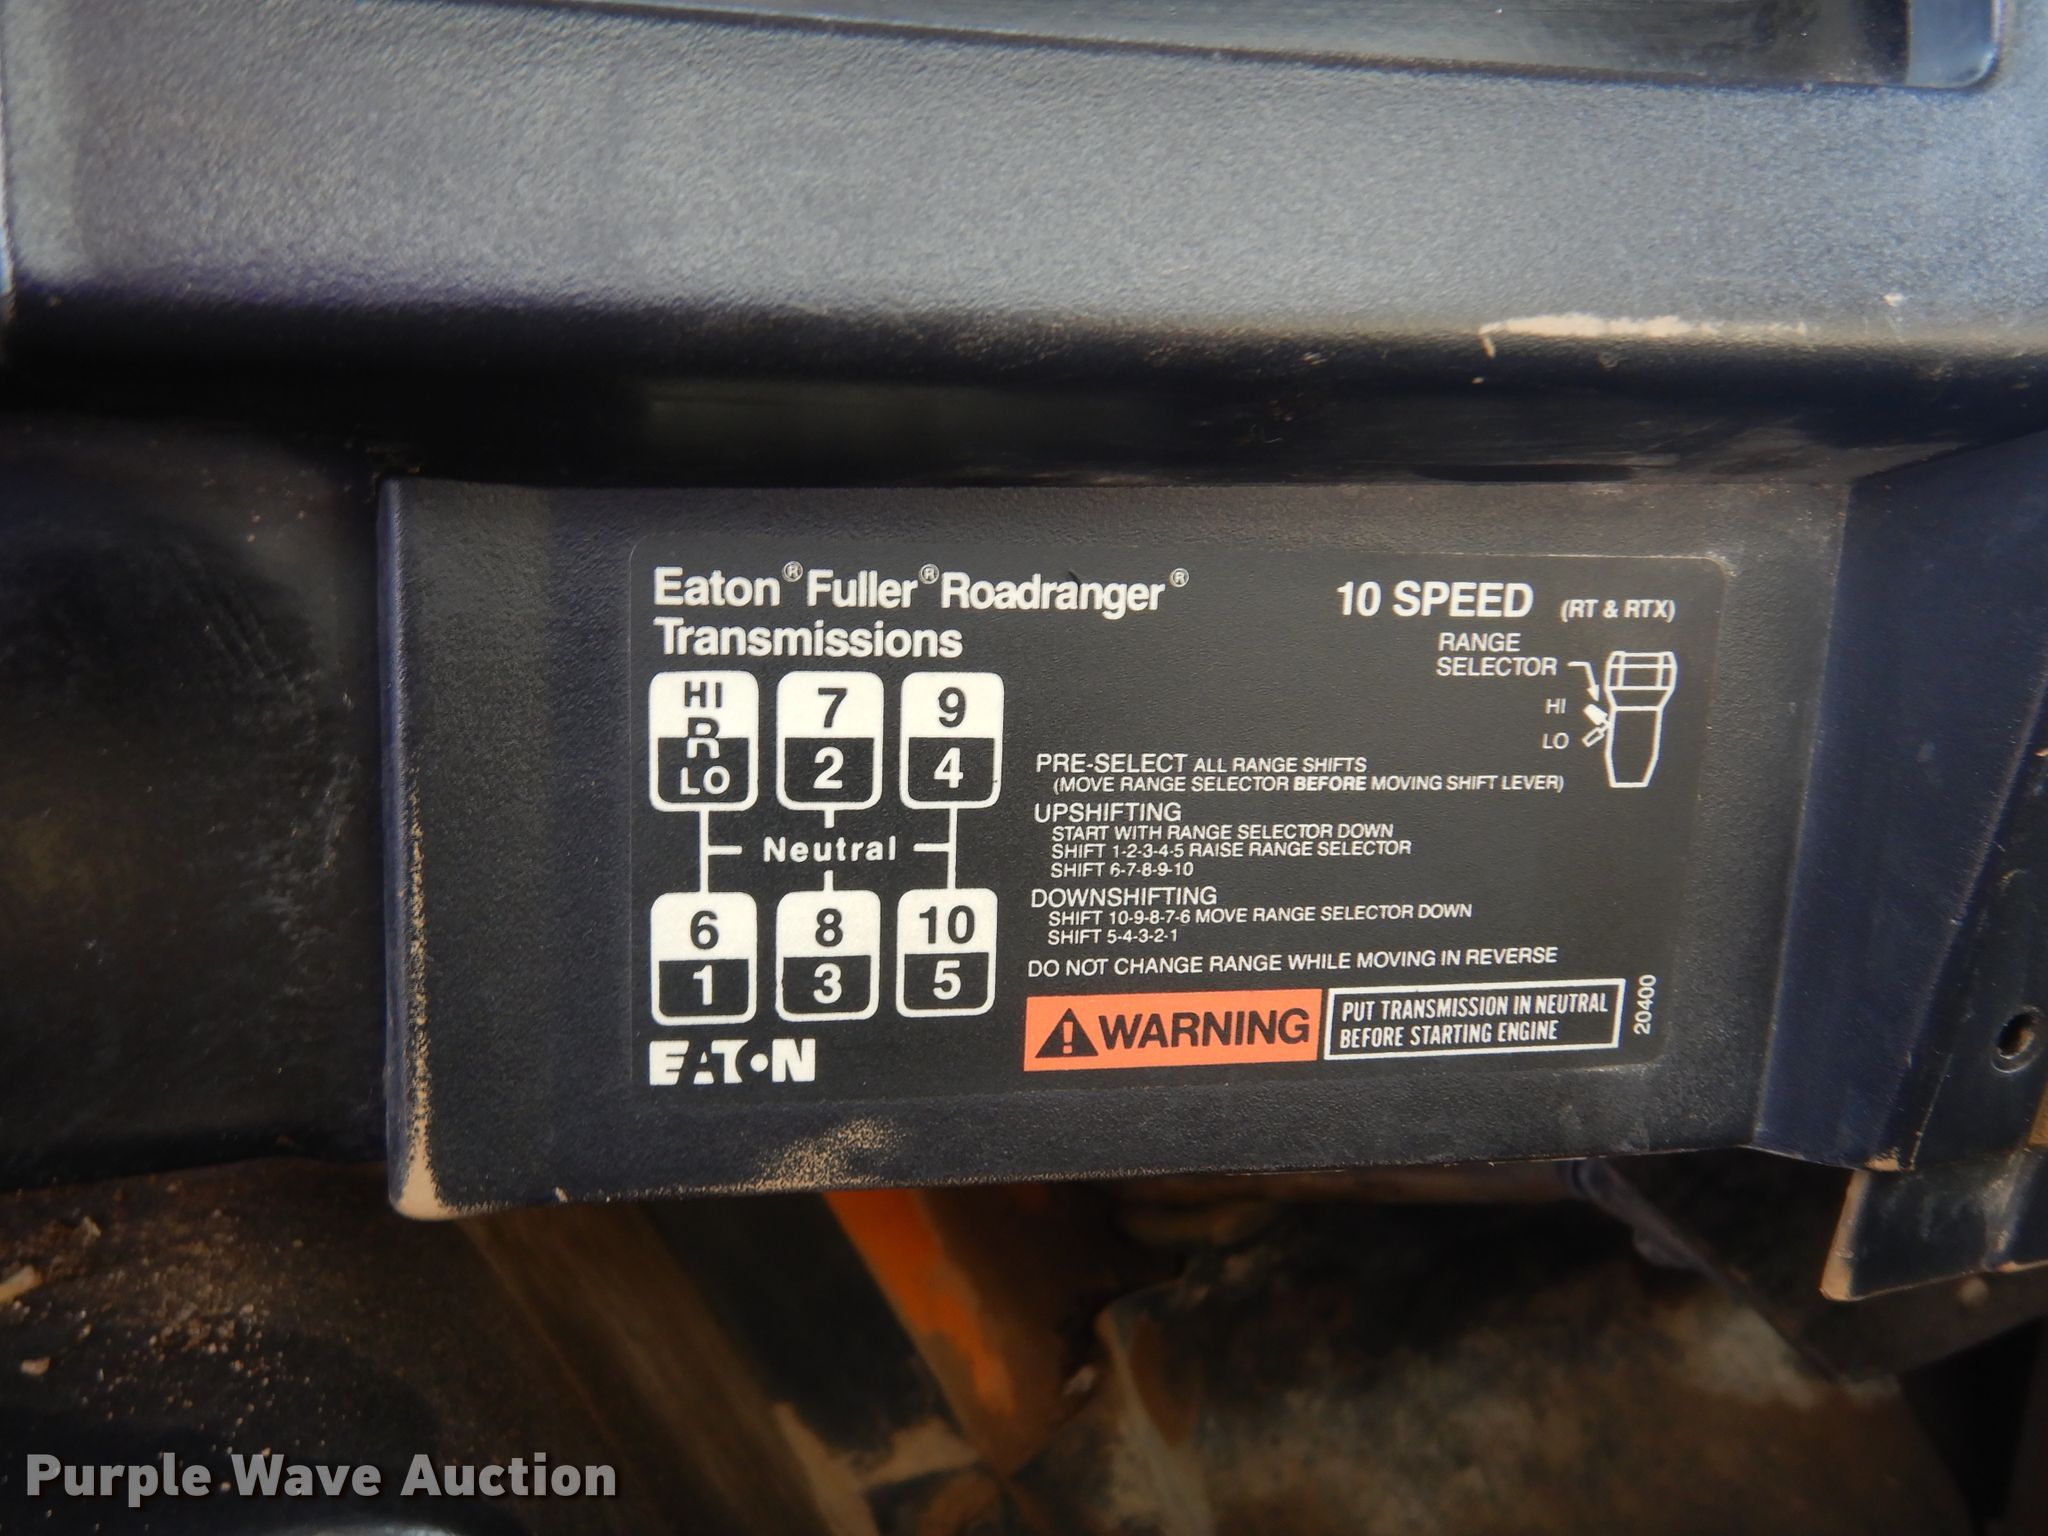 Eaton® Fuller® Roadranger®
Transmissions
10 SPEED (RT & RTX)
RANGE
SELECTOR
HI
LO
HI
R
LO
7
2
9
4
Neutral
6
1
8
3
10
5
PRE-SELECT ALL RANGE SHIFTS
(MOVE RANGE SELECTOR BEFORE MOVING SHIFT LEVER)
UPSHIFTING
START WITH RANGE SELECTOR DOWN
SHIFT 1-2-3-4-5 RAISE RANGE SELECTOR
SHIFT 6-7-8-9-10
DOWNSHIFTING
SHIFT 10-9-8-7-6 MOVE RANGE SELECTOR DOWN
SHIFT 5-4-3-2-1
DO NOT CHANGE RANGE WHILE MOVING IN REVERSE
WARNING
PUT TRANSMISSION IN NEUTRAL
BEFORE STARTING ENGINE
20400
EATON
Purple Wave Auction